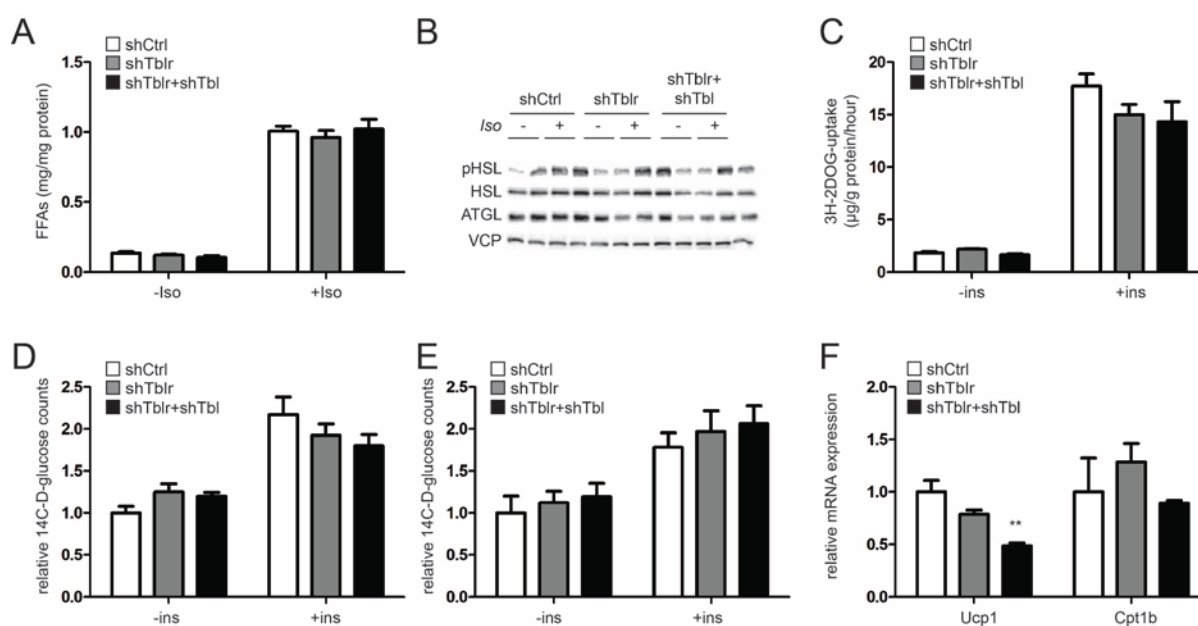 A
shCtrl
shTblr
shTblr+shTbl
FFAs (mg/mg protein)
1.5
1.0
0.5
0.0
-Iso
+Iso
B
shTblr+
shCtrl shTblr shTbl
Iso - + - + - +
pHSL
HSL
ATGL
VCP
C
shCtrl
shTblr
shTblr+shTbl
3H-2DOG-uptake
(µg/g protein/hour)
20
15
10
5
0
-ins
+ins
D
shCtrl
shTblr
shTblr+shTbl
relative 14C-D-glucose counts
2.5
2.0
1.5
1.0
0.5
0.0
-ins
+ins
E
shCtrl
shTblr
shTblr+shTbl
relative 14C-D-glucose counts
2.5
2.0
1.5
1.0
0.5
0.0
-ins
+ins
F
shCtrl
shTblr
shTblr+shTbl
relative mRNA expression
2.0
1.5
1.0
0.5
0.0
**
Ucp1
Cpt1b